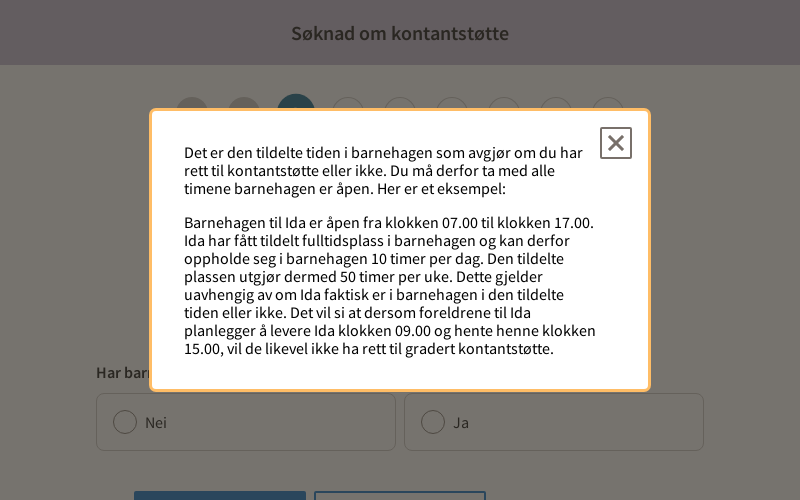 Søknad om kontantstøtte
Det er den tildelte tiden i barnehagen som avgjør om du har
rett til kontantstøtte eller ikke. Du må derfor ta med alle
timene barnehagen er åpen. Her er et eksempel:
Barnehagen til Ida er åpen fra klokken 07.00 til klokken 17.00.
Ida har fått tildelt fulltidsplass i barnehagen og kan derfor
oppholde seg i barnehagen 10 timer per dag. Den tildelte
plassen utgjør dermed 50 timer per uke. Dette gjelder
uavhengig av om Ida faktisk er i barnehagen i den tildelte
tiden eller ikke. Det vil si at dersom foreldrene til Ida
planlegger å levere Ida klokken 09.00 og hente henne klokken
15.00, vil de likevel ikke ha rett til gradert kontantstøtte.
Har
Nei
Ja